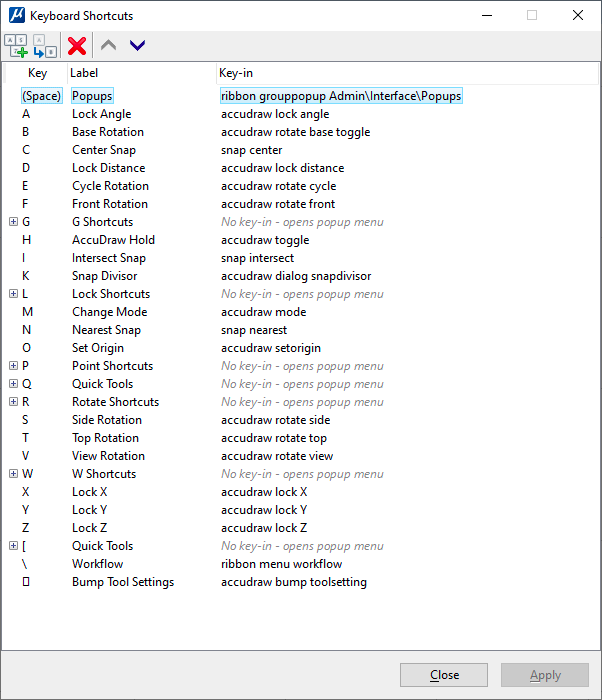 Keyboard Shortcuts
Key Label Key-in
(Space) Popups ribbon grouppopup Admin\Interface\Popups
A Lock Angle accudraw lock angle
B Base Rotation accudraw rotate base toggle
C Center Snap snap center
D Lock Distance accudraw lock distance
E Cycle Rotation accudraw rotate cycle
F Front Rotation accudraw rotate front
G G Shortcuts No key-in - opens popup menu
H AccuDraw Hold accudraw toggle
I Intersect Snap snap intersect
K Snap Divisor accudraw dialog snapdivisor
L Lock Shortcuts No key-in - opens popup menu
M Change Mode accudraw mode
N Nearest Snap snap nearest
O Set Origin accudraw setorigin
P Point Shortcuts No key-in - opens popup menu
Q Quick Tools No key-in - opens popup menu
R Rotate Shortcuts No key-in - opens popup menu
S Side Rotation accudraw rotate side
T Top Rotation accudraw rotate top
V View Rotation accudraw rotate view
W W Shortcuts No key-in - opens popup menu
X Lock X accudraw lock X
Y Lock Y accudraw lock Y
Z Lock Z accudraw lock Z
[ Quick Tools No key-in - opens popup menu
\ Workflow ribbon menu workflow
▯ Bump Tool Settings accudraw bump toolsetting
Close Apply